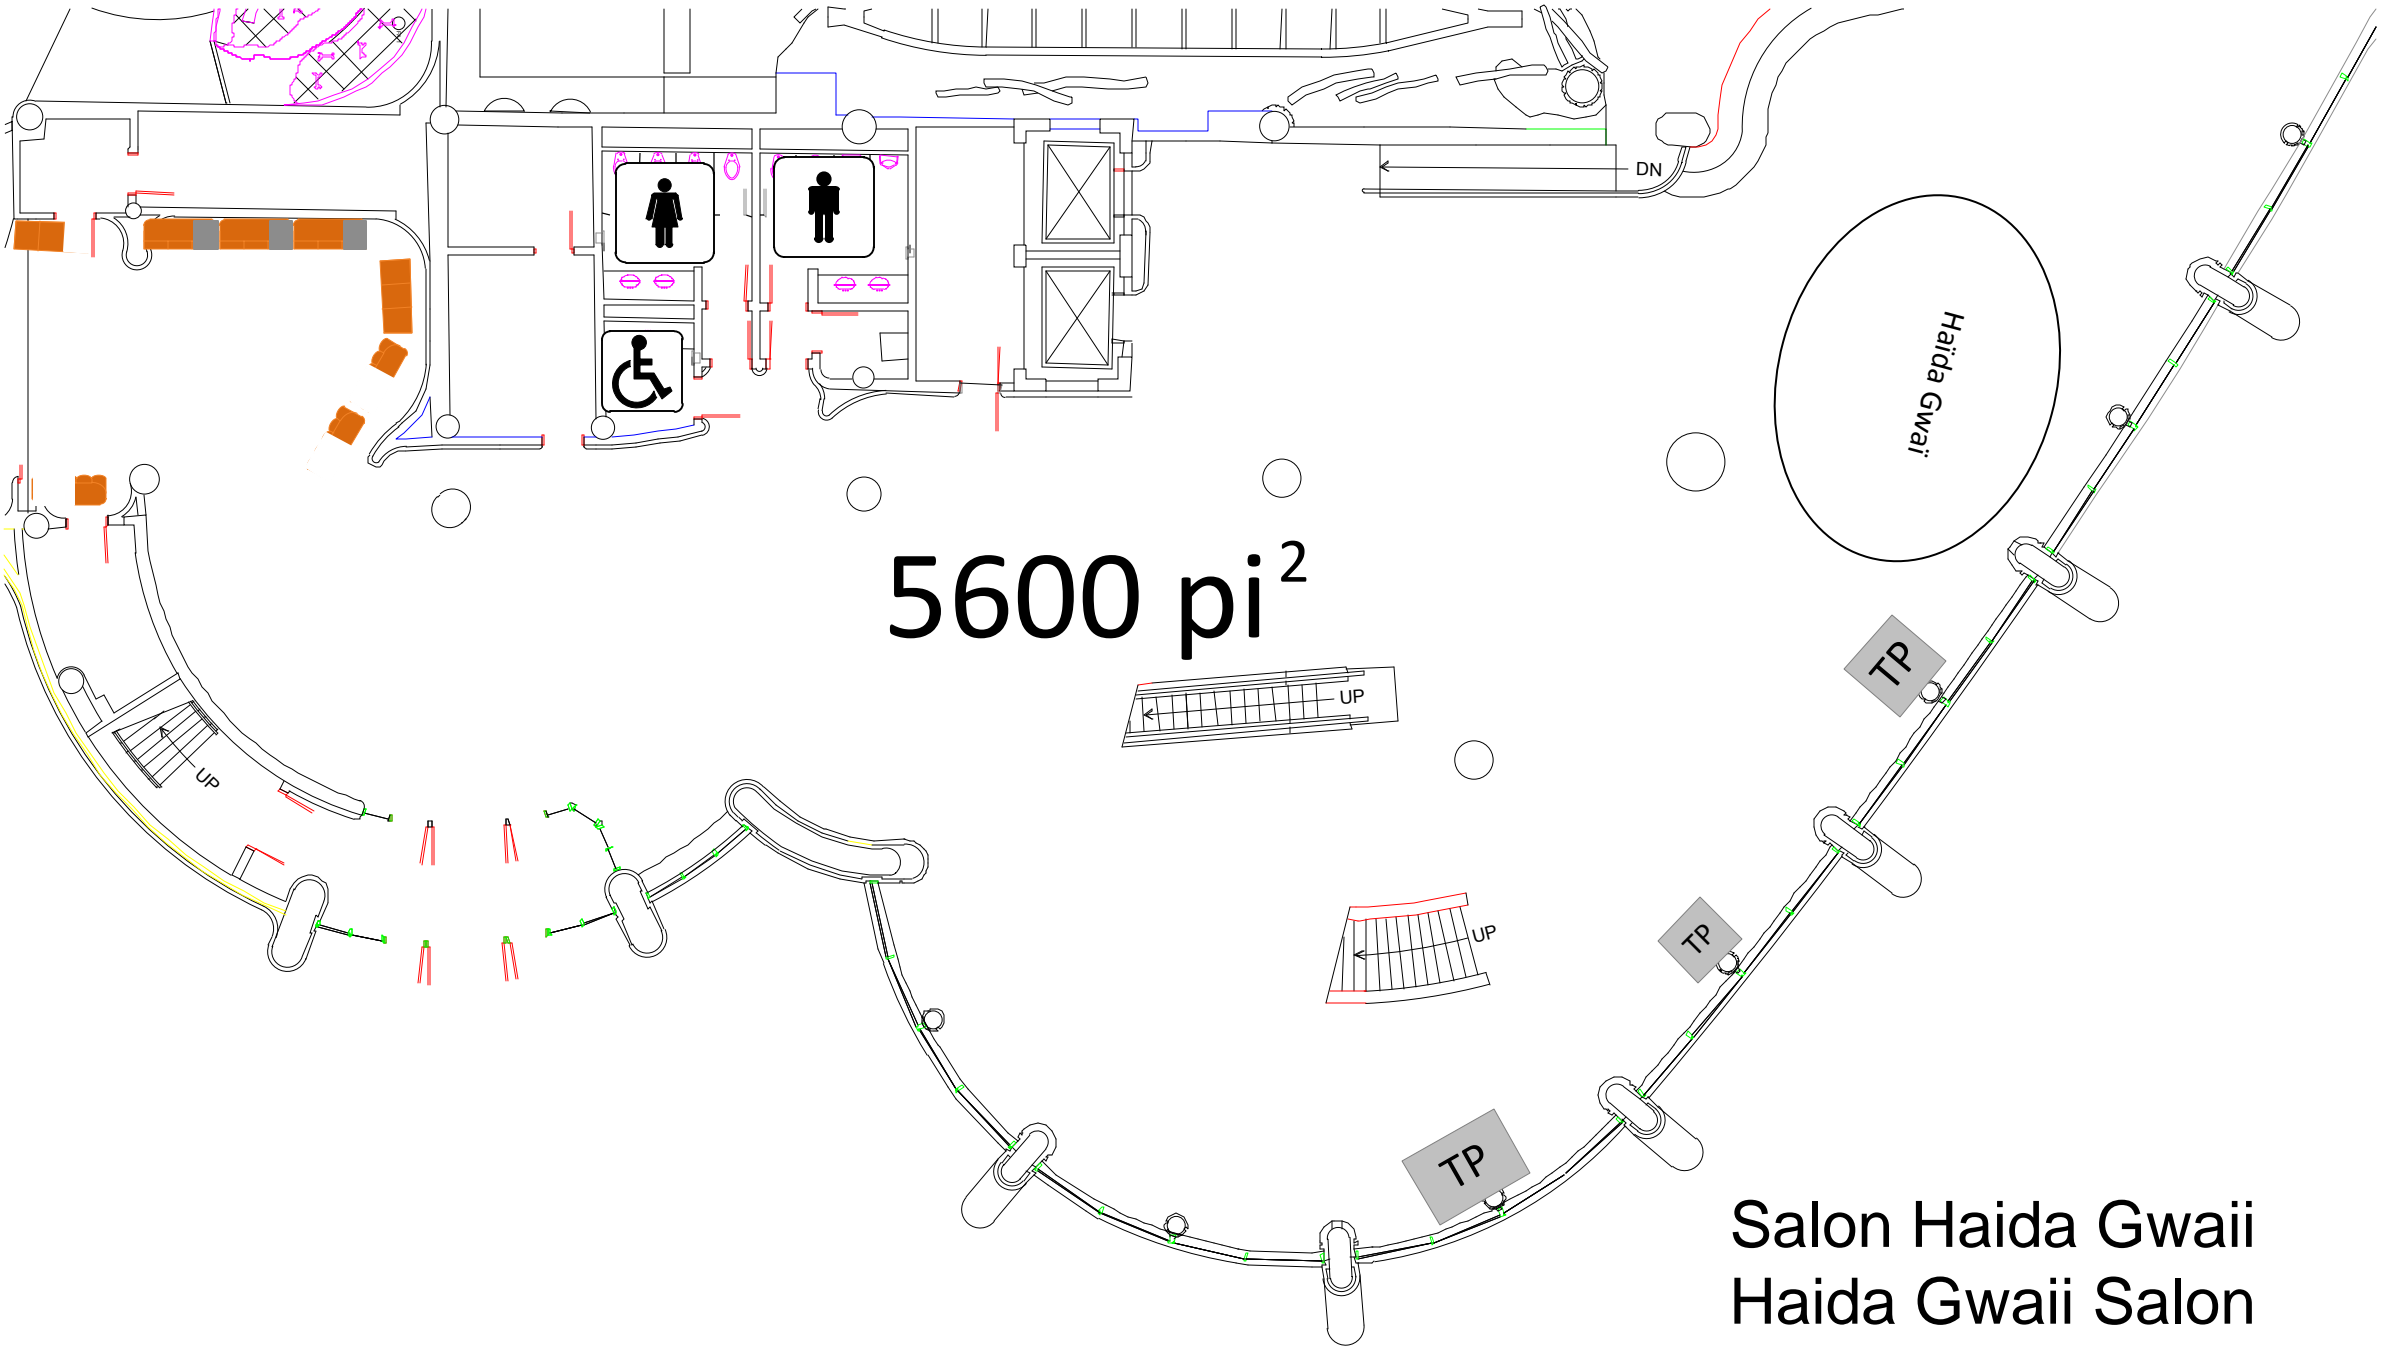 DN
Haïda Gwaï
5600 pi²
TP
UP
UP
UP
TP
TP
Salon Haida Gwaii
Haida Gwaii Salon